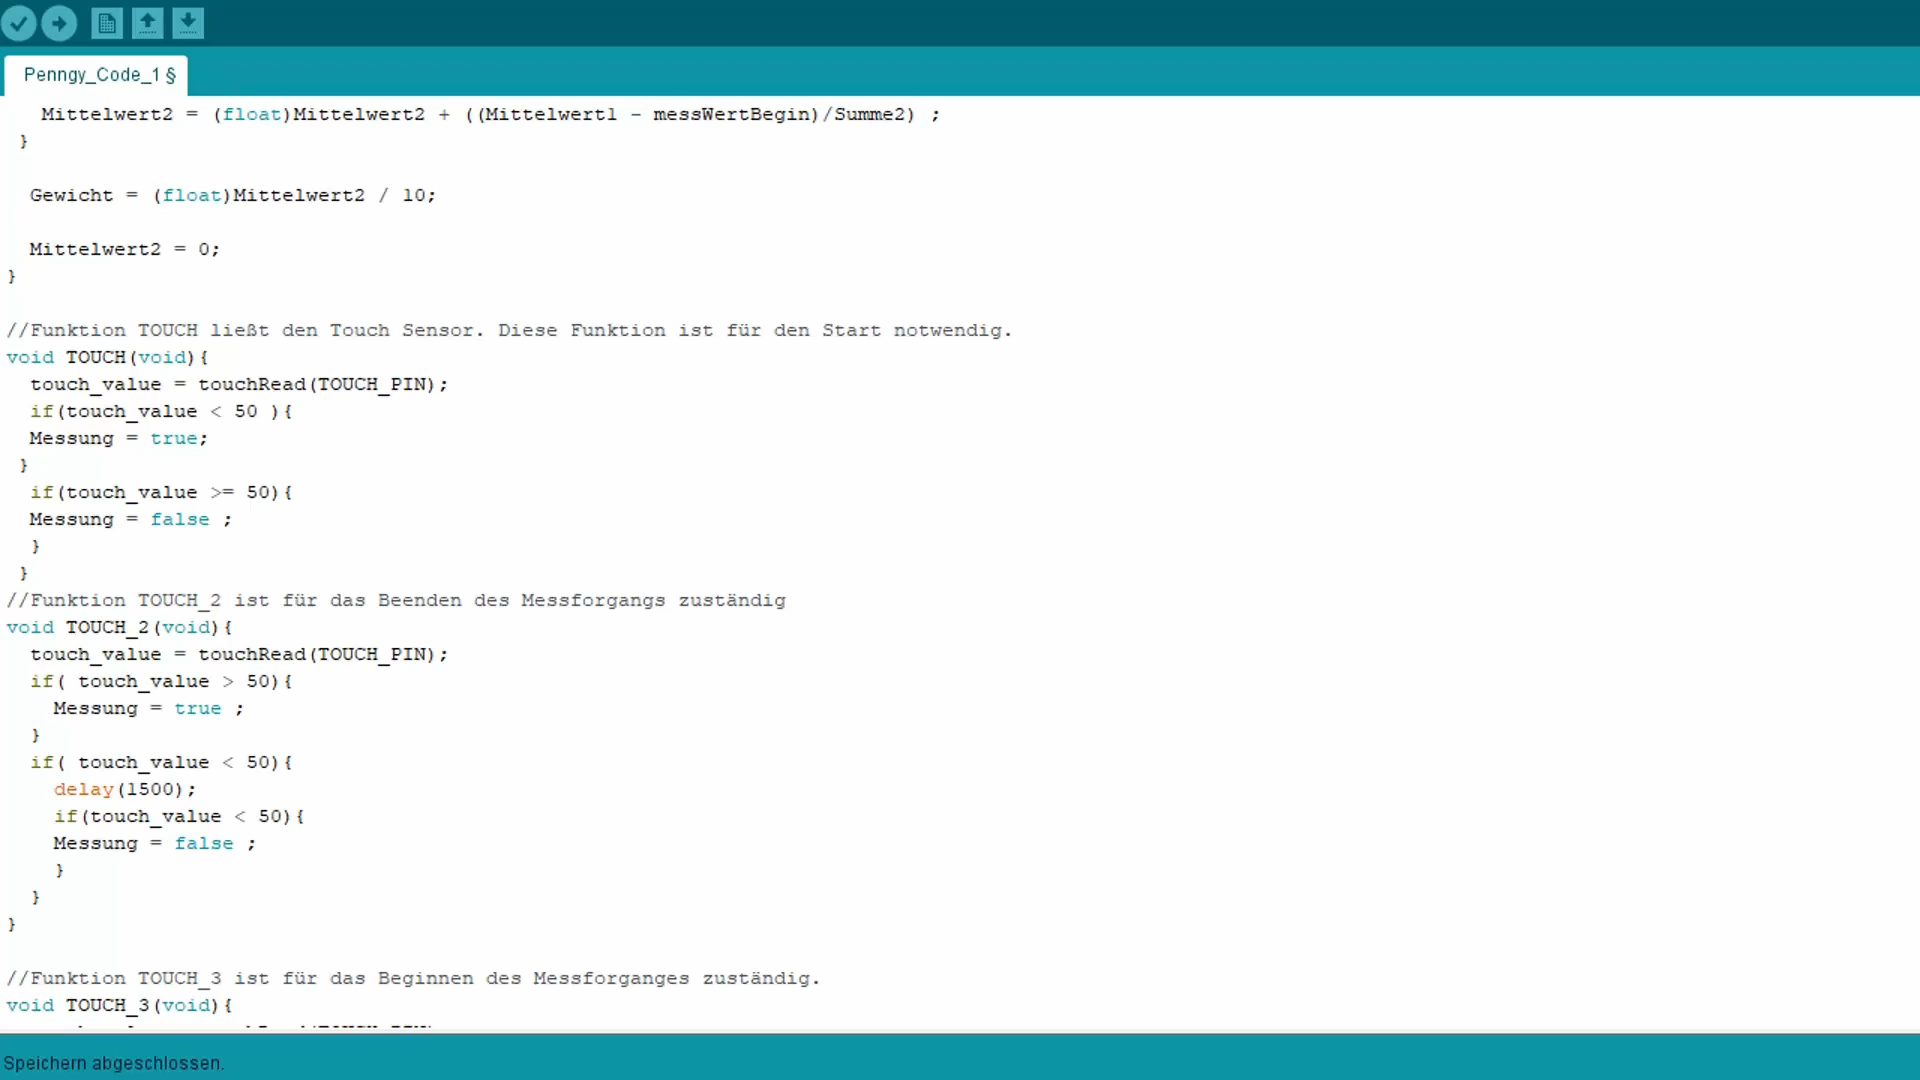 Penngy_Code_1 §
Mittelwert2 = (float)Mittelwert2 + ((Mittelwert1 - messWertBegin)/Summe2) ;
}
Gewicht = (float)Mittelwert2 / 10;
Mittelwert2 = 0;
}
//Funktion TOUCH ließt den Touch Sensor. Diese Funktion ist für den Start notwendig.
void TOUCH(void){
touch_value = touchRead(TOUCH_PIN);
if(touch_value < 50 ){
Messung = true;
}
if(touch_value >= 50){
Messung = false ;
}
}
//Funktion TOUCH_2 ist für das Beenden des Messforgangs zuständig
void TOUCH_2(void){
touch_value = touchRead(TOUCH_PIN);
if( touch_value > 50){
Messung = true ;
}
if( touch_value < 50){
delay(1500);
if(touch_value < 50){
Messung = false ;
}
}
}
//Funktion TOUCH_3 ist für das Beginnen des Messforganges zuständig.
void TOUCH_3(void){
Speichern abgeschlossen.